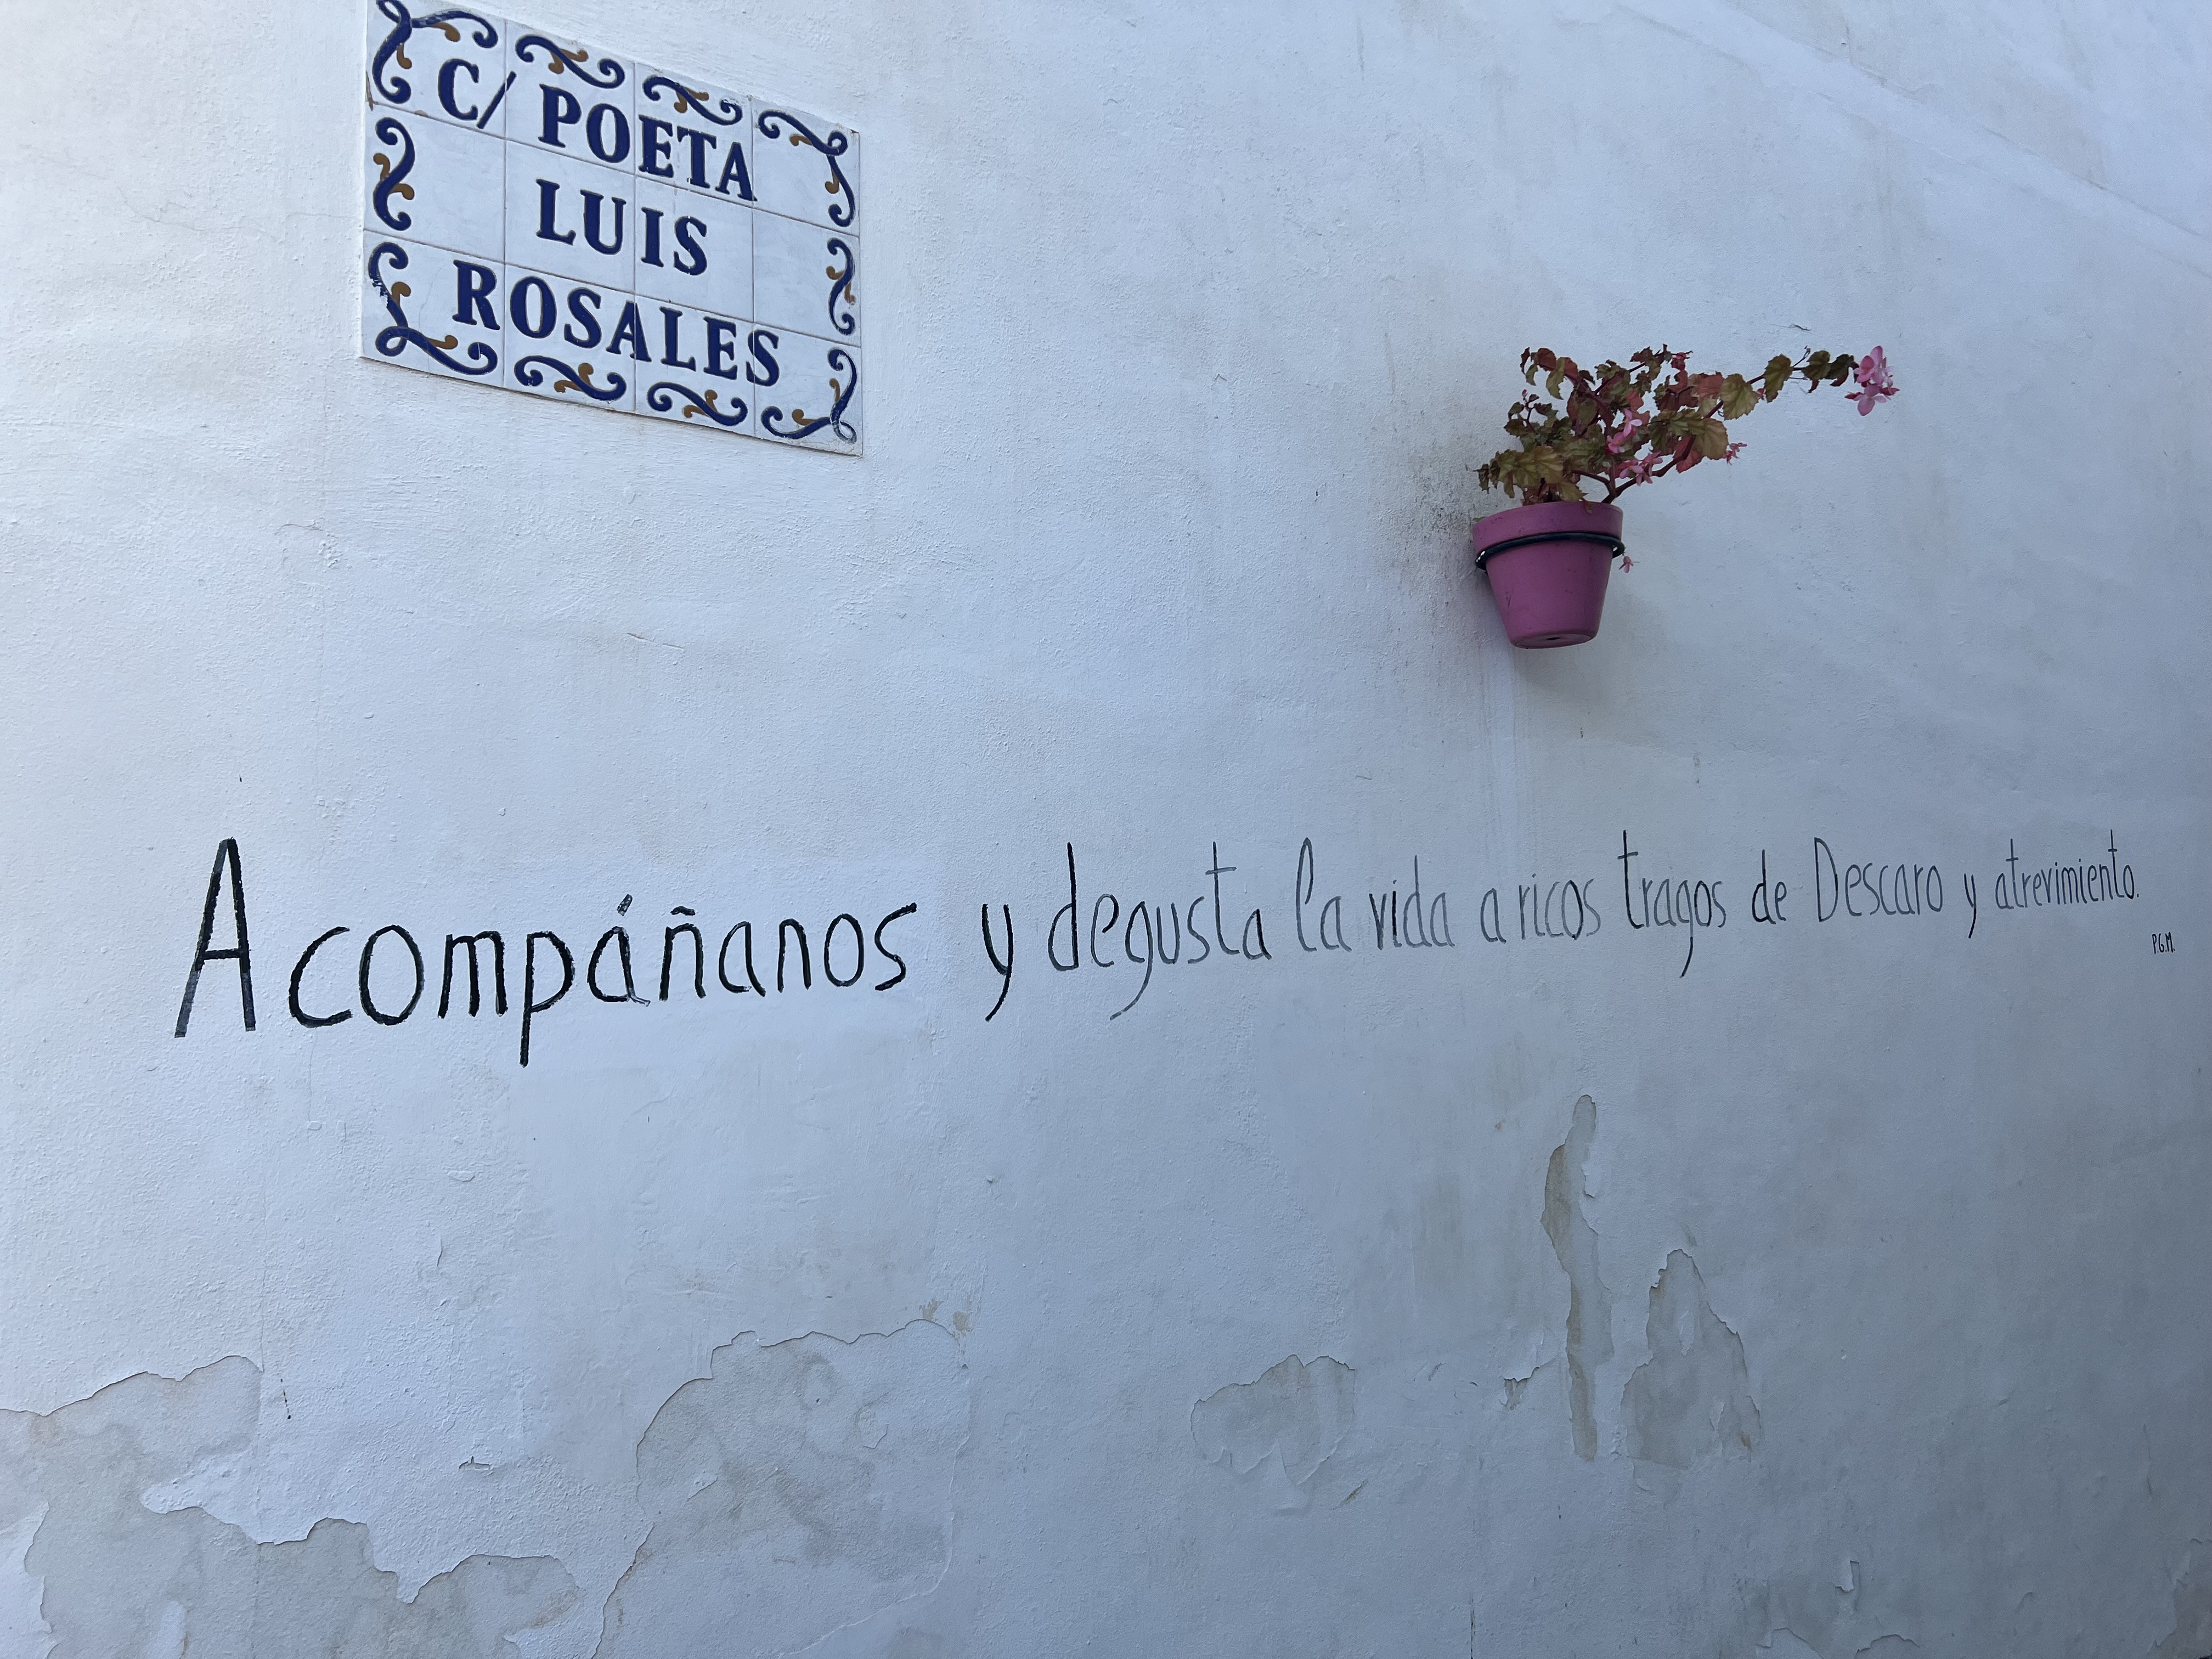 C/ POETA
LUIS
ROSALES
Acompáñanos y degusta la vida a ricos tragos de Descaro y atrevimiento.
P.G.M.